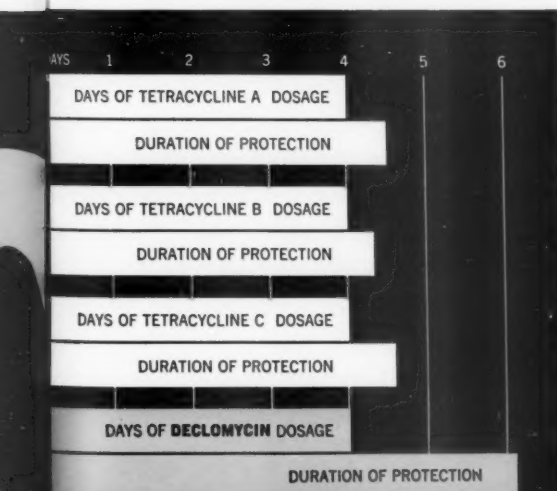 DAYS 1 2 3 4 5 6
DAYS OF TETRACYCLINE A DOSAGE
DURATION OF PROTECTION
DAYS OF TETRACYCLINE B DOSAGE
DURATION OF PROTECTION
DAYS OF TETRACYCLINE C DOSAGE
DURATION OF PROTECTION
DAYS OF DECLOMYCIN DOSAGE
DURATION OF PROTECTION